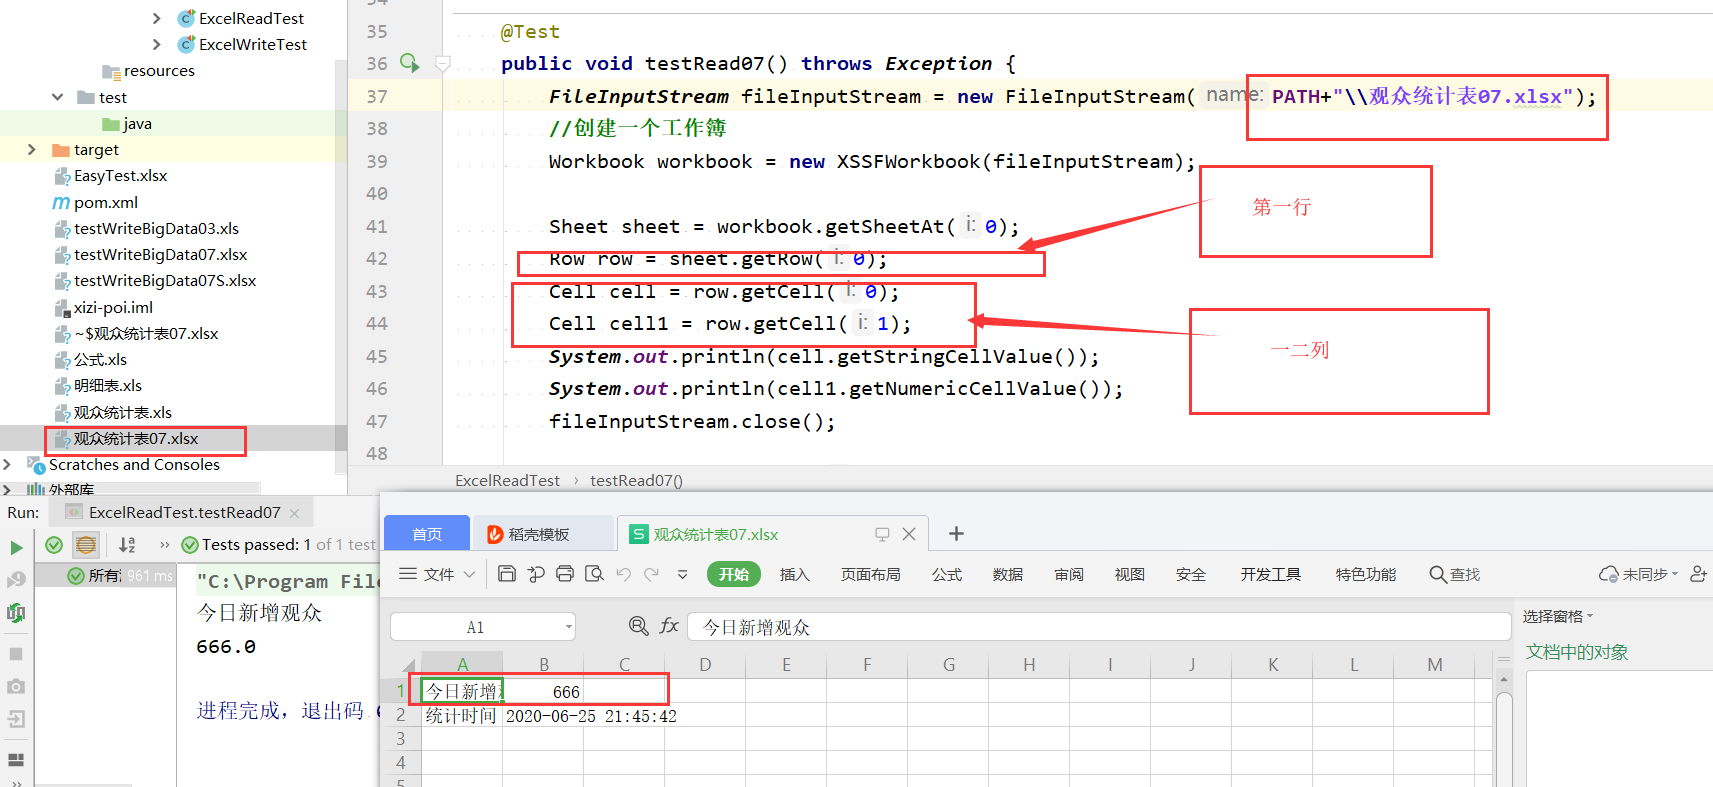 ExcelReadTest
ExcelWriteTest
resources
test
java
target
EasyTest.xlsx
pom.xml
testWriteBigData03.xls
testWriteBigData07.xlsx
testWriteBigData07S.xlsx
xizi-poi.iml
~$观众统计表07.xlsx
公式.xls
明细表.xls
观众统计表.xls
观众统计表07.xlsx
Scratches and Consoles
外部库
35 @Test
36 public void testRead07() throws Exception {
37 FileInputStream fileInputStream = new FileInputStream( name: PATH+"\\观众统计表07.xlsx");
38 //创建一个工作簿
39 Workbook workbook = new XSSFWorkbook(fileInputStream);
40
41 Sheet sheet = workbook.getSheetAt( i: 0);
42 Row row = sheet.getRow( i: 0);
43 Cell cell = row.getCell( i: 0);
44 Cell cell1 = row.getCell( i: 1);
45 System.out.println(cell.getStringCellValue());
46 System.out.println(cell1.getNumericCellValue());
47 fileInputStream.close();
48
第一行
一二列
ExcelReadTest › testRead07()
Run: ExcelReadTest.testRead07 ×
Tests passed: 1 of 1 test
所有 961 ms
"C:\Program File
今日新增观众
666.0
进程完成，退出码
首页 稻壳模板 观众统计表07.xlsx
文件 开始 插入 页面布局 公式 数据 审阅 视图 安全 开发工具 特色功能 查找 未同步
A1 fx 今日新增观众
选择窗格
文档中的对象
A B C D E F G H I J K L M
1 今日新增 666
2 统计时间 2020-06-25 21:45:42
3
4